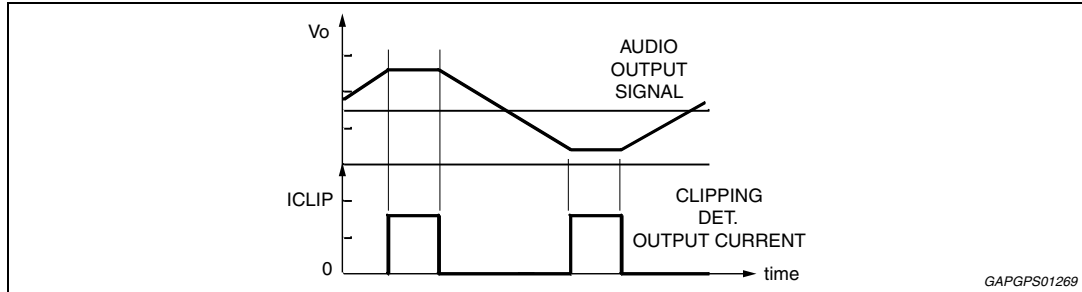 Vo
AUDIO
OUTPUT
SIGNAL
ICLIP
CLIPPING
DET.
OUTPUT CURRENT
0
time
GAPGPS01269